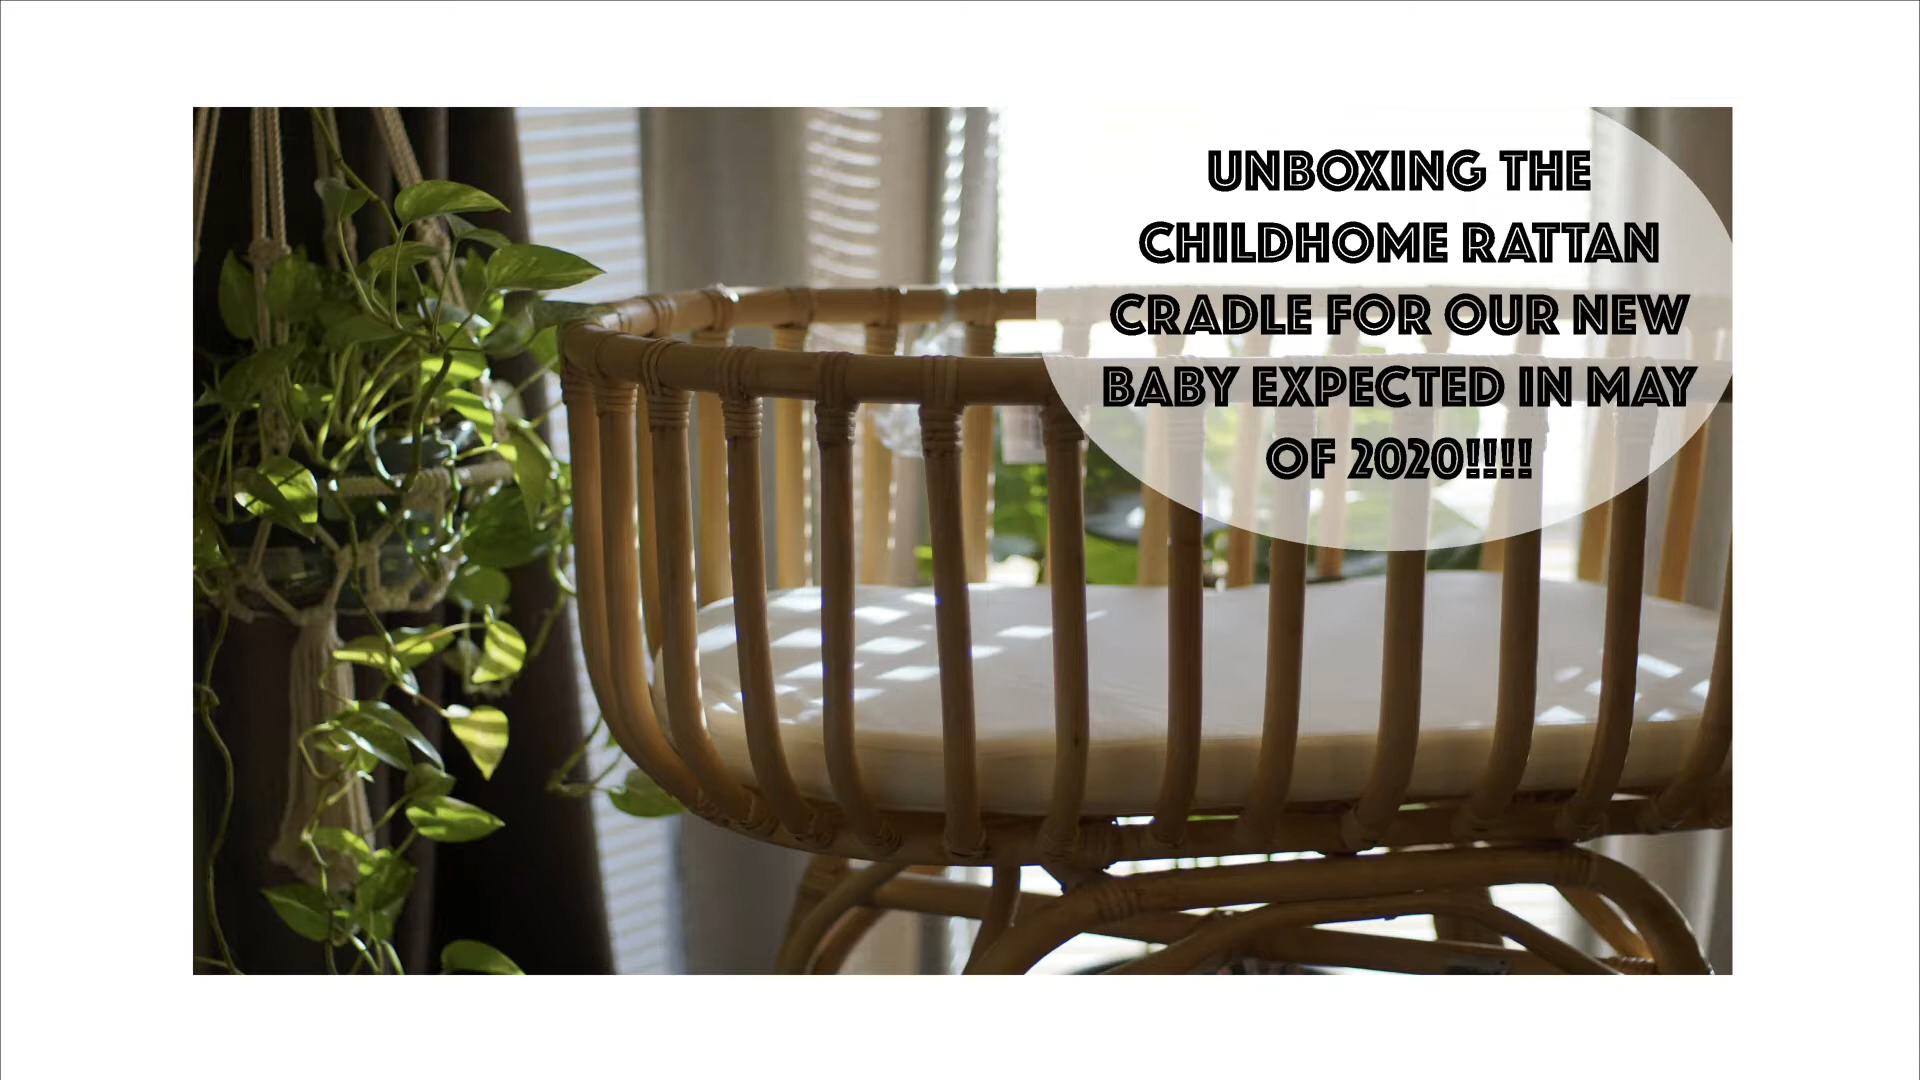 UNBOXING THE
CHILDHOME RATTAN
CRADLE FOR OUR NEW
BABY EXPECTED IN MAY
OF 2020!!!!